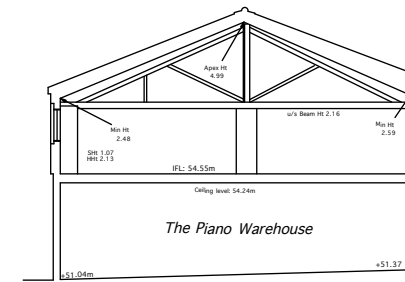 Apex Ht
4.99
u/s Beam Ht 2.16
Min Ht
2.48
Min Ht
2.59
SHt 1.07
HHt 2.13
IFL: 54.55m
Ceiling level: 54.24m
The Piano Warehouse
+51.37
+51.04m